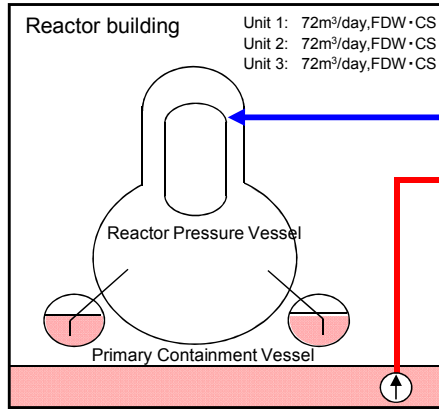 Reactor building
Unit 1: 72m³/day,FDW・CS
Unit 2: 72m³/day,FDW・CS
Unit 3: 72m³/day,FDW・CS
Reactor Pressure Vessel
Primary Containment Vessel